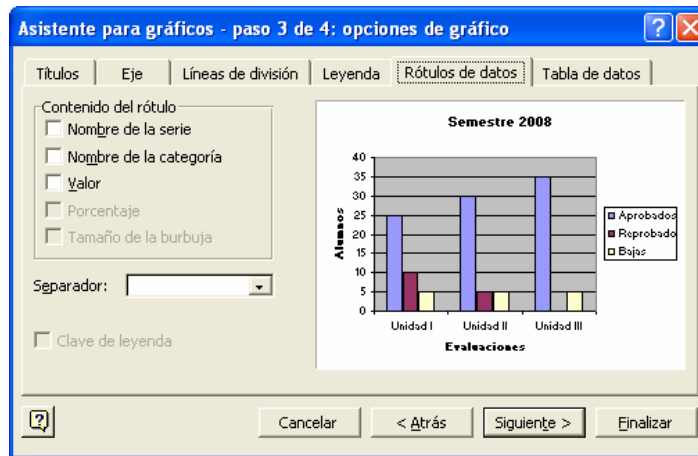 Asistente para gráficos - paso 3 de 4: opciones de gráfico
Títulos
Eje
Líneas de división
Leyenda
Rótulos de datos
Tabla de datos
Contenido del rótulo
Nombre de la serie
Nombre de la categoría
Valor
Porcentaje
Tamaño de la burbuja
Separador:
Clave de leyenda
Semestre 2008
40
35
30
25
20
15
10
5
0
Alumnos
Unidad I
Unidad II
Unidad III
Evaluaciones
Aprobados
Reprobado
Bajas
Cancelar
< Atrás
Siguiente >
Finalizar